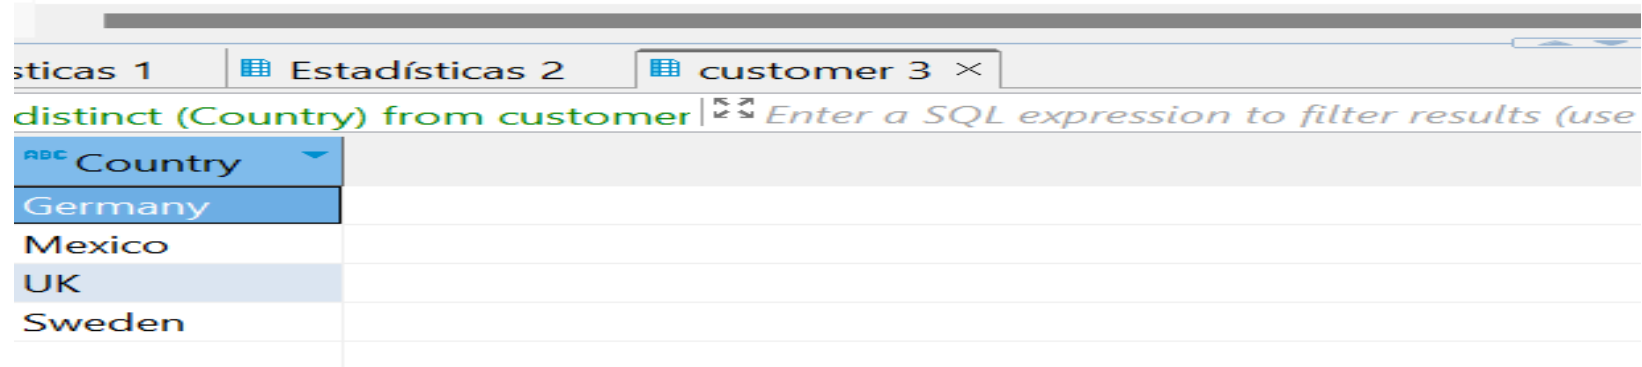 sticas 1 Estadísticas 2 customer 3
distinct (Country) from customer Enter a SQL expression to filter results (use
ABC Country
Germany
Mexico
UK
Sweden